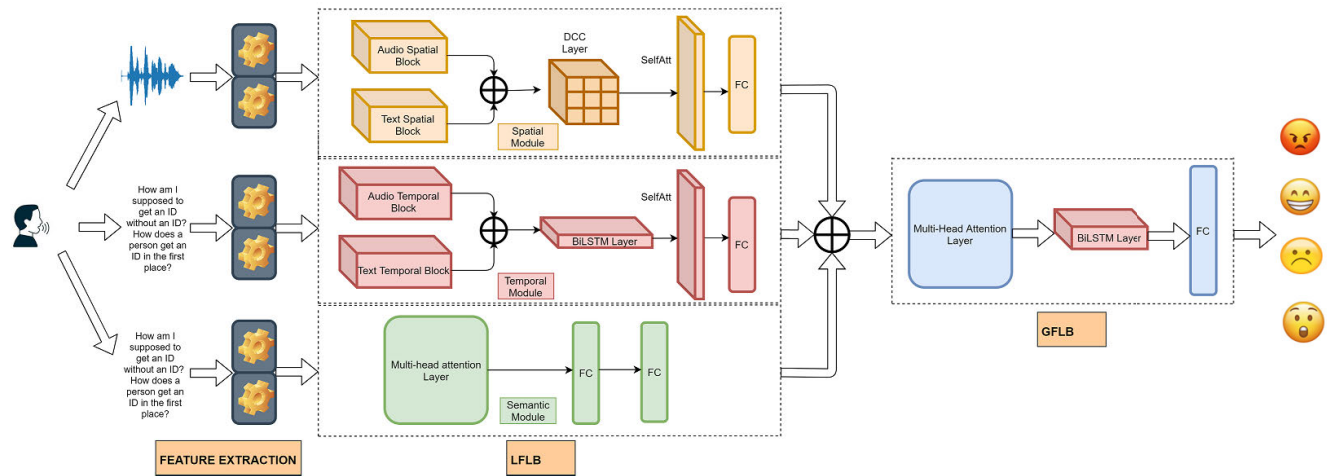 Audio Spatial
Block
Text Spatial
Block
DCC
Layer
SelfAtt
FC
Spatial
Module
How am I
supposed to
get an ID
without an ID?
How does a
person get an
ID in the first
place?
Audio Temporal
Block
Text Temporal Block
BiLSTM Layer
SelfAtt
FC
Temporal
Module
How am I
supposed to
get an ID
without an ID?
How does a
person get an
ID in the first
place?
Multi-head attention
Layer
FC
FC
Semantic
Module
Multi-Head Attention
Layer
BiLSTM Layer
FC
GFLB
FEATURE EXTRACTION
LFLB